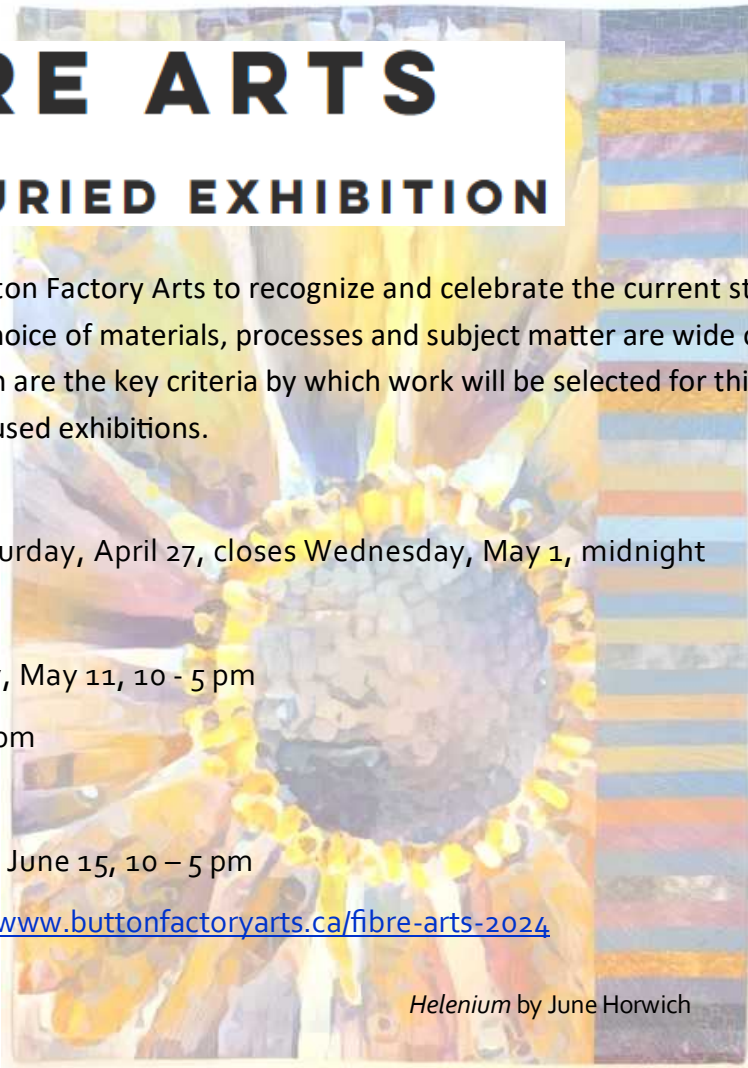 RE ARTS
URIED EXHIBITION
ton Factory Arts to recognize and celebrate the current st
hoice of materials, processes and subject matter are wide o
n are the key criteria by which work will be selected for thi
used exhibitions.
urday, April 27, closes Wednesday, May 1, midnight
, May 11, 10 - 5 pm
pm
June 15, 10 – 5 pm
www.buttonfactoryarts.ca/fibre-arts-2024
Helenium by June Horwich